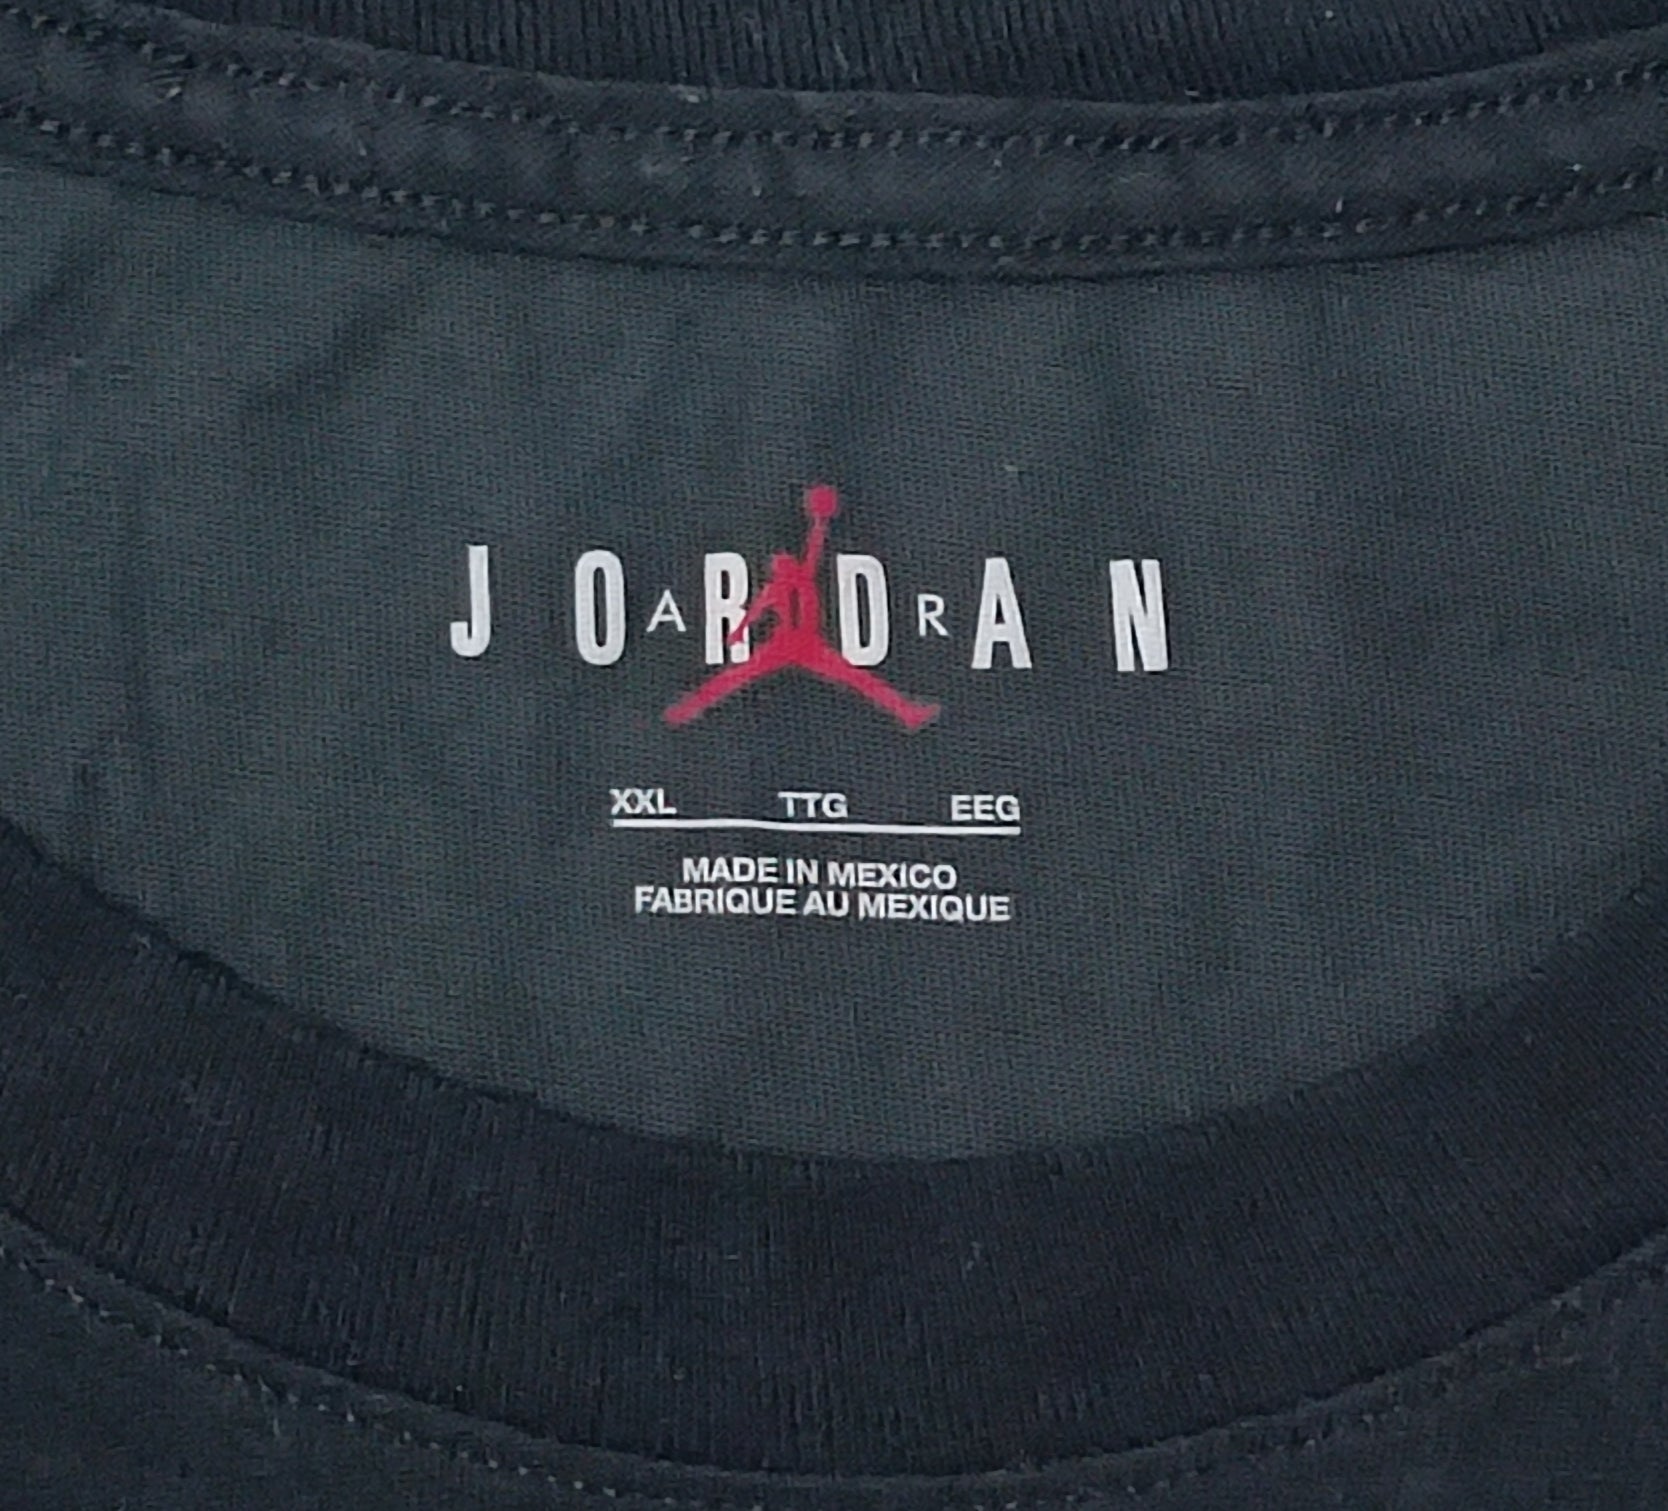 JORDAN
AIR
XXL TTG EEG
MADE IN MEXICO
FABRIQUE AU MEXIQUE